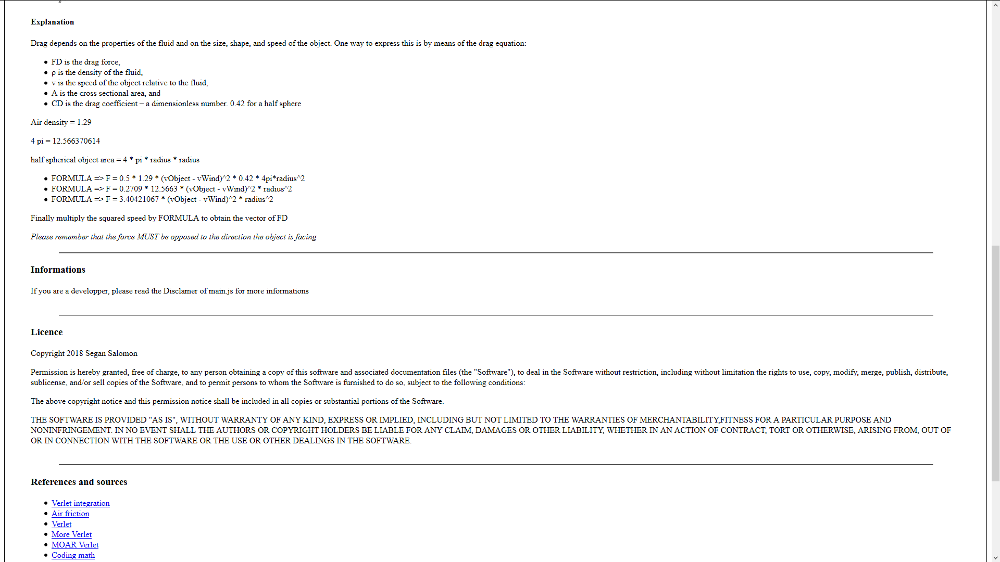 Explanation
Drag depends on the properties of the fluid and on the size, shape, and speed of the object. One way to express this is by means of the drag equation:
• FD is the drag force,
• ρ is the density of the fluid,
• v is the speed of the object relative to the fluid,
• A is the cross sectional area, and
• CD is the drag coefficient – a dimensionless number. 0.42 for a half sphere
Air density = 1.29
4 pi = 12.566370614
half spherical object area = 4 * pi * radius * radius
• FORMULA => F = 0.5 * 1.29 * (vObject - vWind)^2 * 0.42 * 4pi*radius^2
• FORMULA => F = 0.2709 * 12.5663 * (vObject - vWind)^2 * radius^2
• FORMULA => F = 3.40421067 * (vObject - vWind)^2 * radius^2
Finally multiply the squared speed by FORMULA to obtain the vector of FD
Please remember that the force MUST be opposed to the direction the object is facing
Informations
If you are a developper, please read the Disclamer of main.js for more informations
Licence
Copyright 2018 Segan Salomon
Permission is hereby granted, free of charge, to any person obtaining a copy of this software and associated documentation files (the "Software"), to deal in the Software without restriction, including without limitation the rights to use, copy, modify, merge, publish, distribute,
sublicense, and/or sell copies of the Software, and to permit persons to whom the Software is furnished to do so, subject to the following conditions:
The above copyright notice and this permission notice shall be included in all copies or substantial portions of the Software.
THE SOFTWARE IS PROVIDED "AS IS", WITHOUT WARRANTY OF ANY KIND, EXPRESS OR IMPLIED, INCLUDING BUT NOT LIMITED TO THE WARRANTIES OF MERCHANTABILITY,FITNESS FOR A PARTICULAR PURPOSE AND
NONINFRINGEMENT. IN NO EVENT SHALL THE AUTHORS OR COPYRIGHT HOLDERS BE LIABLE FOR ANY CLAIM, DAMAGES OR OTHER LIABILITY, WHETHER IN AN ACTION OF CONTRACT, TORT OR OTHERWISE, ARISING FROM, OUT OF
OR IN CONNECTION WITH THE SOFTWARE OR THE USE OR OTHER DEALINGS IN THE SOFTWARE.
References and sources
• Verlet integration
• Air friction
• Verlet
• More Verlet
• MOAR Verlet
• Coding math